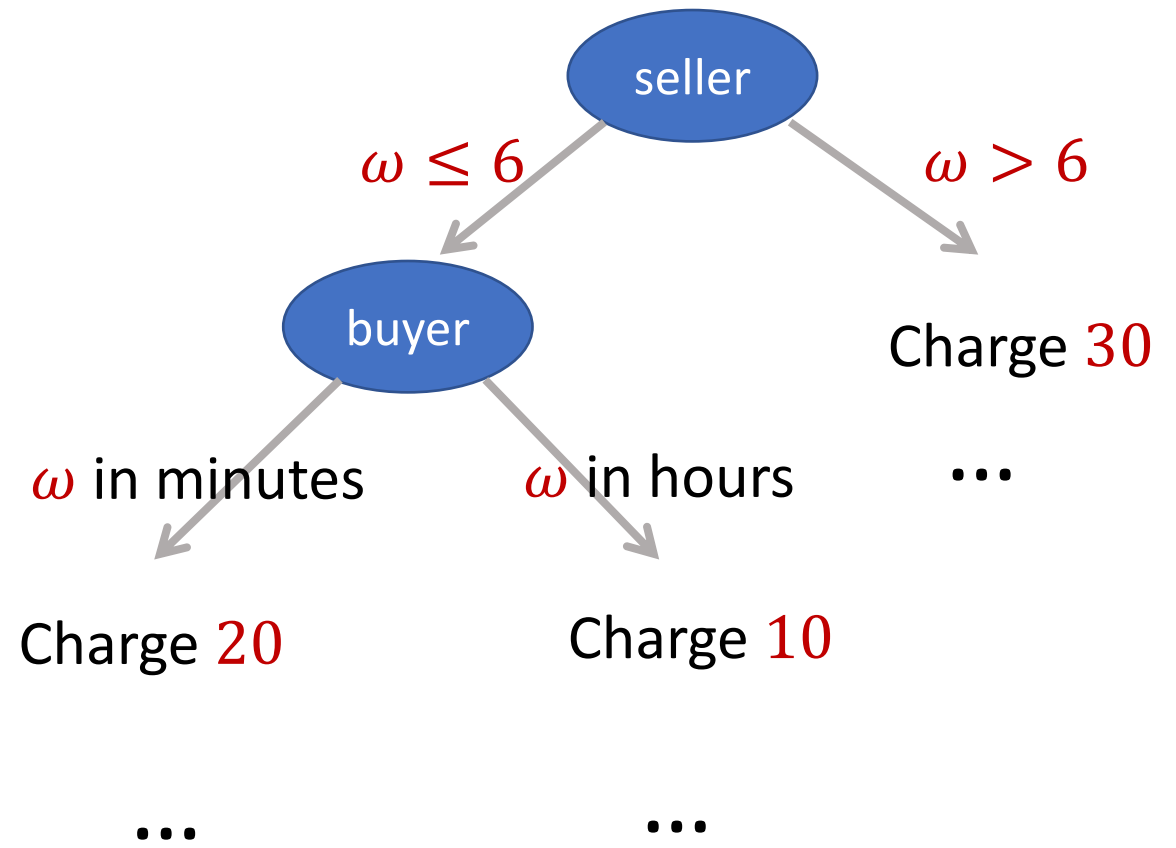 seller
ω ≤ 6
ω > 6
buyer
Charge 30
ω in minutes
ω in hours
...
Charge 20
Charge 10
...
...